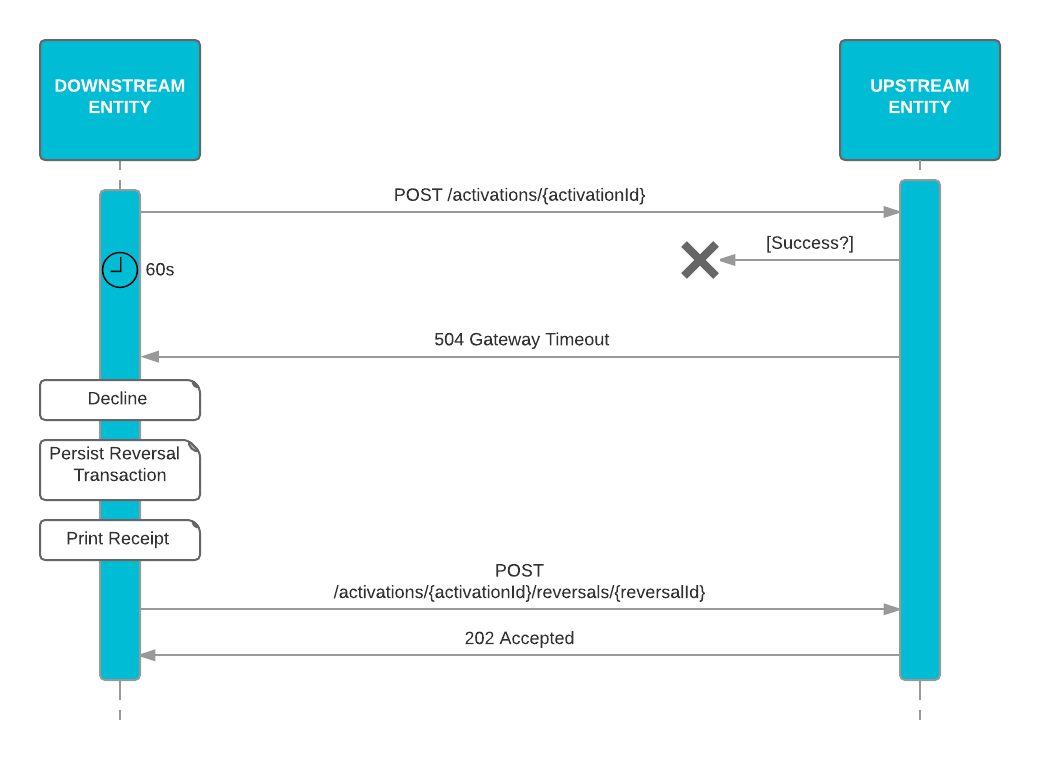 DOWNSTREAM
ENTITY
UPSTREAM
ENTITY
POST /activations/{activationId}
[Success?]
60s
504 Gateway Timeout
Decline
Persist Reversal
Transaction
Print Receipt
POST
/activations/{activationId}/reversals/{reversalId}
202 Accepted